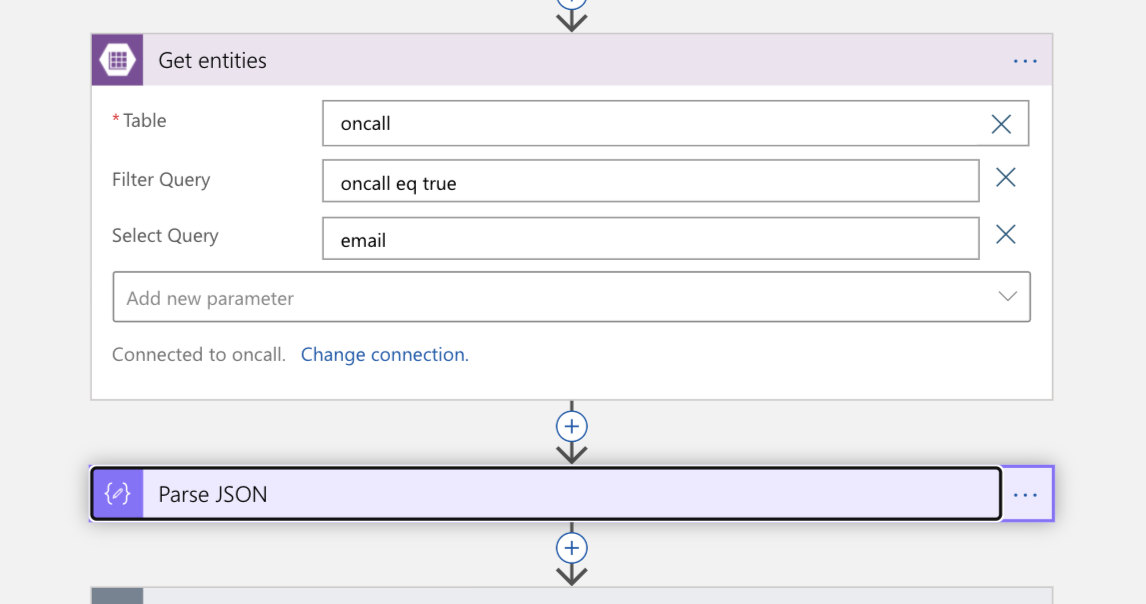 Get entities
* Table
oncall
Filter Query
oncall eq true
Select Query
email
Add new parameter
Connected to oncall. Change connection.
Parse JSON